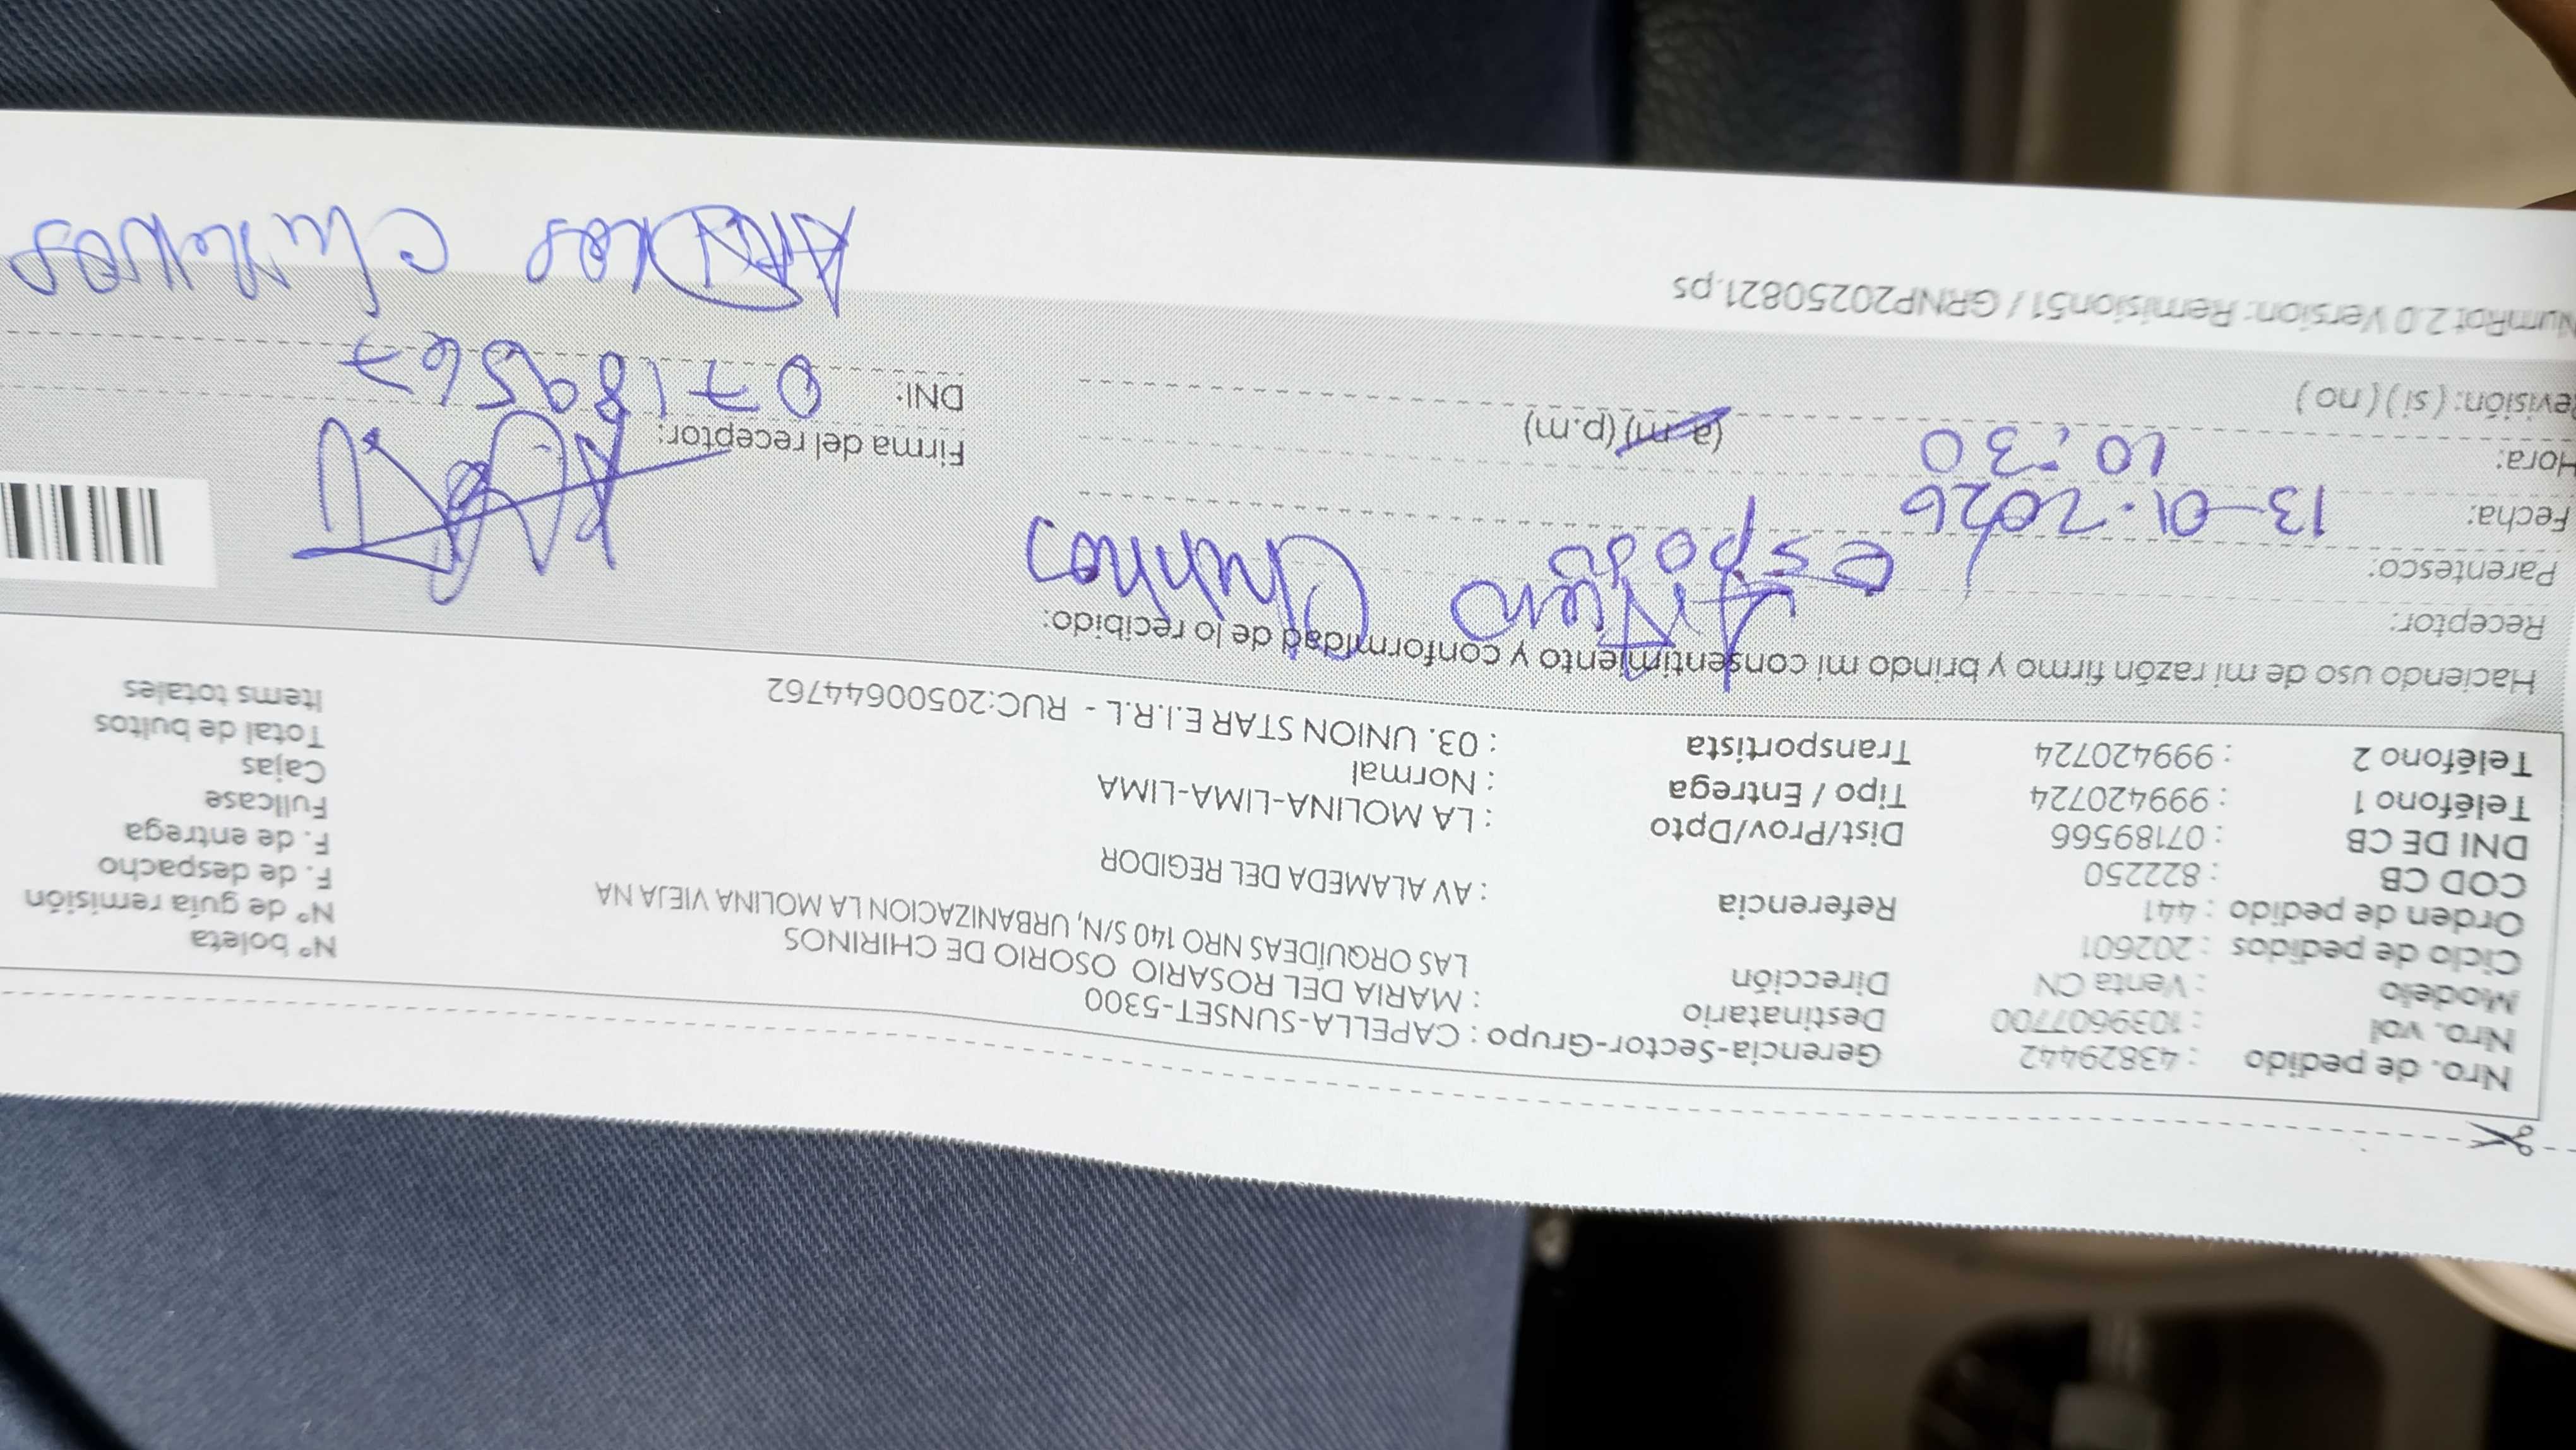 Nro. de pedido : 43829442 Gerencia-Sector-Grupo : CAPELLA-SUNSET-5300
Nro. vol : 1039607700 Destinatario : MARIA DEL ROSARIO OSORIO DE CHIRINOS Nº boleta
Modelo : Venta CN Dirección LAS ORQUÍDEAS NRO 140 S/N, URBANIZACION LA MOLINA VIEJA NA Nº de guía remisión
Ciclo de pedidos : 202601 F. de despacho
Orden de pedido : 441 Referencia : AV ALAMEDA DEL REGIDOR F. de entrega
COD CB : 822250 Fullcase
DNI DE CB : 07189566 Dist/Prov/Dpto : LA MOLINA-LIMA-LIMA Cajas
Teléfono 1 : 999420724 Tipo / Entrega : Normal Total de bultos
Teléfono 2 : 999420724 Transportista : 03. UNION STAR E.I.R.L - RUC:20500644762 Items totales
Haciendo uso de mi razón firmo y brindo mi consentimiento y conformidad de lo recibido:
Receptor: Chirinos
Parentesco: esposo
Fecha: 13-01-2026
Hora: 10:30 (a.m) (p.m) Firma del receptor:
Revisión: ( si ) ( no ) DNI: 07189567
NumRot 2.0 Version: Remision51 / GRNP20250821.ps
Chirinos